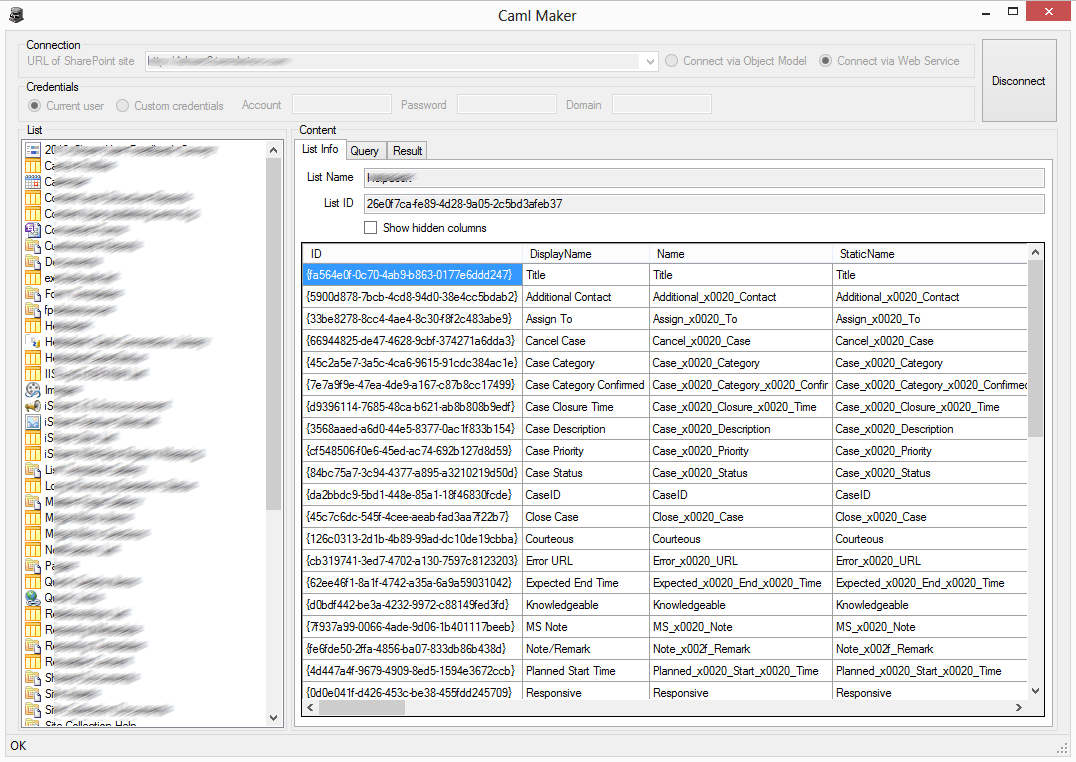 Caml Maker
Connection
URL of SharePoint site
Connect via Object Model
Connect via Web Service
Disconnect
Credentials
Current user
Custom credentials
Account
Password
Domain
List
Site Collection Help
Content
List Info
Query
Result
List Name
List ID
26e0f7ca-fe89-4d28-9a05-2c5bd3afeb37
Show hidden columns
ID DisplayName Name StaticName
{fa564e0f-0c70-4ab9-b863-0177e6ddd247} Title Title Title
{5900d878-7bcb-4cd8-94d0-38e4cc5bdab2} Additional Contact Additional_x0020_Contact Additional_x0020_Contact
{33be8278-8cc4-4ae4-8c30-f8f2c483abe9} Assign To Assign_x0020_To Assign_x0020_To
{66944825-de47-4628-9cbf-374271a6dda3} Cancel Case Cancel_x0020_Case Cancel_x0020_Case
{45c2a5e7-3a5c-4ca6-9615-91cdc384ac1e} Case Category Case_x0020_Category Case_x0020_Category
{7e7a9f9e-47ea-4de9-a167-c87b8cc17499} Case Category Confirmed Case_x0020_Category_x0020_Confir Case_x0020_Category_x0020_Confirmed
{d9396114-7685-48ca-b621-ab8b808b9edf} Case Closure Time Case_x0020_Closure_x0020_Time Case_x0020_Closure_x0020_Time
{3568aaed-a6d0-44e5-8377-0ac1f833b154} Case Description Case_x0020_Description Case_x0020_Description
{cf548506-f0e6-45ed-ac74-692b127d8d59} Case Priority Case_x0020_Priority Case_x0020_Priority
{84bc75a7-3c94-4377-a895-a3210219d50d} Case Status Case_x0020_Status Case_x0020_Status
{da2bbdc9-5bd1-448e-85a1-18f46830fcde} CaseID CaseID CaseID
{45c7c6dc-545f-4cee-aeab-fad3aa7f22b7} Close Case Close_x0020_Case Close_x0020_Case
{126c0313-2d1b-4b89-99ad-dc10de19cbba} Courteous Courteous Courteous
{cb319741-3ed7-4702-a130-7597c8123203} Error URL Error_x0020_URL Error_x0020_URL
{62ee46f1-8a1f-4742-a35a-6a9a59031042} Expected End Time Expected_x0020_End_x0020_Time Expected_x0020_End_x0020_Time
{d0bdf442-be3a-4232-9972-c88149fed3fd} Knowledgeable Knowledgeable Knowledgeable
{7f937a99-0066-4ade-9d06-1b401117beeb} MS Note MS_x0020_Note MS_x0020_Note
{fe6fde50-2ffa-4856-ba07-833db86b438d} Note/Remark Note_x002f_Remark Note_x002f_Remark
{4d447a4f-9679-4909-8ed5-1594e3672ccb} Planned Start Time Planned_x0020_Start_x0020_Time Planned_x0020_Start_x0020_Time
{0d0e041f-d426-453c-be38-455fdd245709} Responsive Responsive Responsive
OK